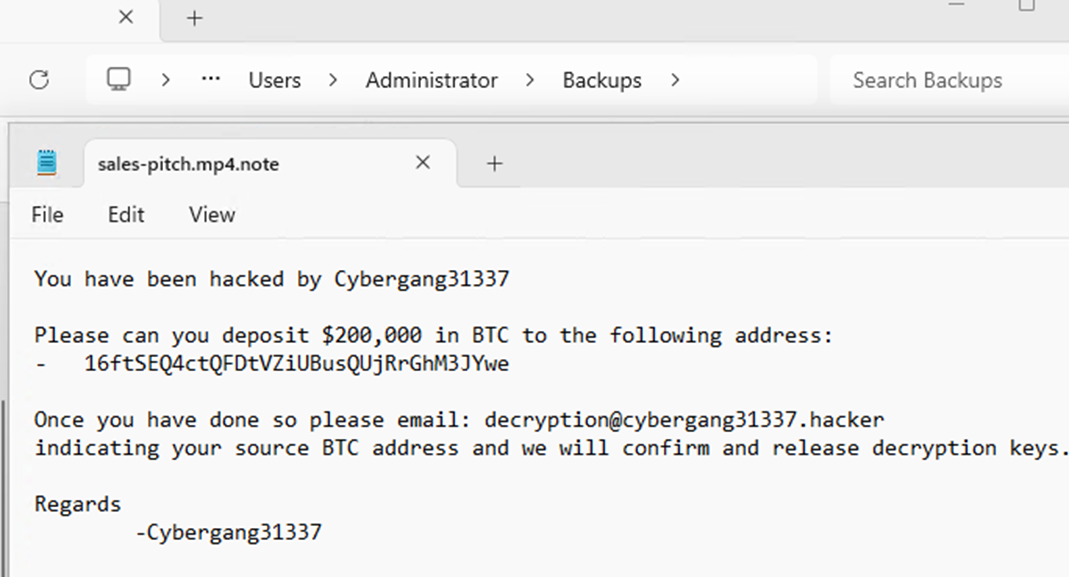 Users > Administrator > Backups >
Search Backups
sales-pitch.mp4.note
File Edit View
You have been hacked by Cybergang31337
Please can you deposit $200,000 in BTC to the following address:
- 16ftSEQ4ctQFDtVZiUBusQUjRrGhM3JYwe
Once you have done so please email: decryption@cybergang31337.hacker
indicating your source BTC address and we will confirm and release decryption keys.
Regards
-Cybergang31337